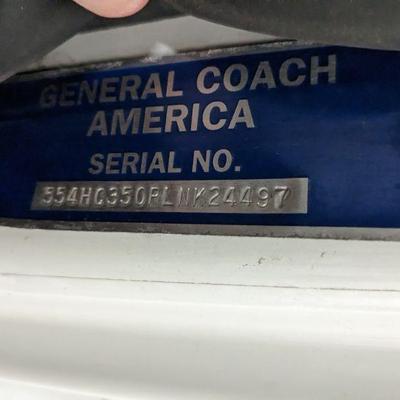 GENERAL COACH
AMERICA
SERIAL NO.
554HC350PLNK24497